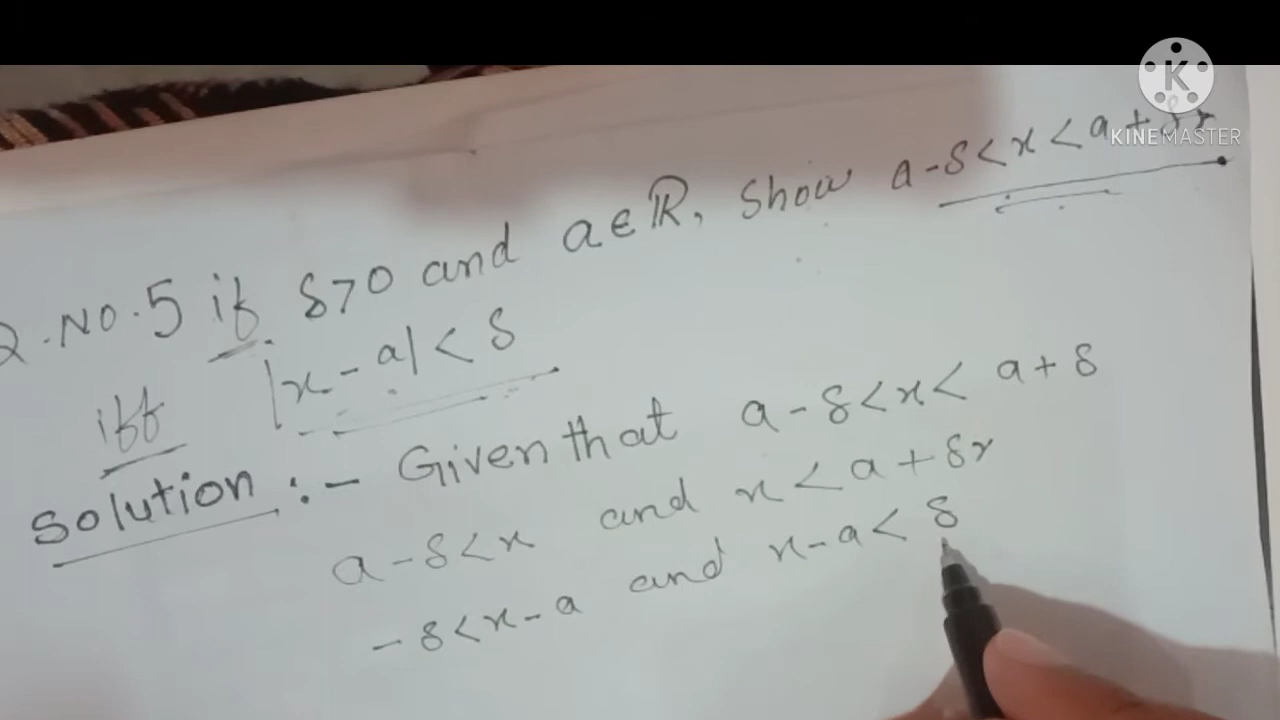 Q.NO.5 if δ>0 and a∈ℝ, Show a-δ<x<a+δ
iff |x-a|<δ
Solution :- Given that a-δ<x<a+δ
a-δ<x and x<a+δ
-δ<x-a and x-a<δ
K
KINEMASTER